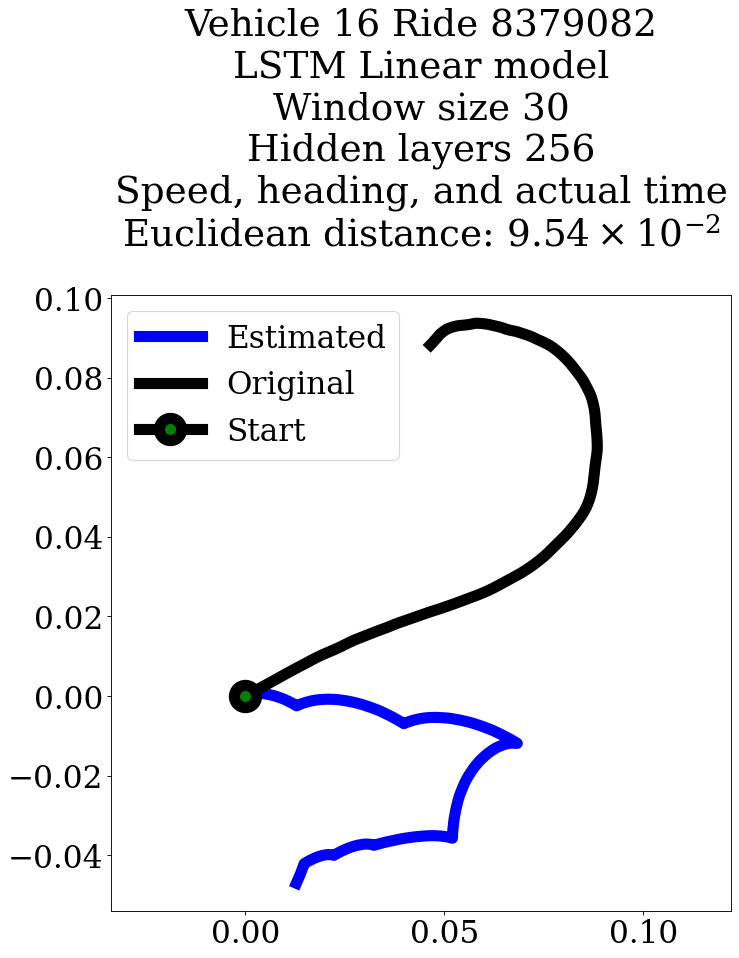 Vehicle 16 Ride 8379082
LSTM Linear model
Window size 30
Hidden layers 256
Speed, heading, and actual time
Euclidean distance: 9.54 × 10⁻²
0.10
0.08
0.06
0.04
0.02
0.00
−0.02
−0.04
Estimated
Original
Start
0.00 0.05 0.10